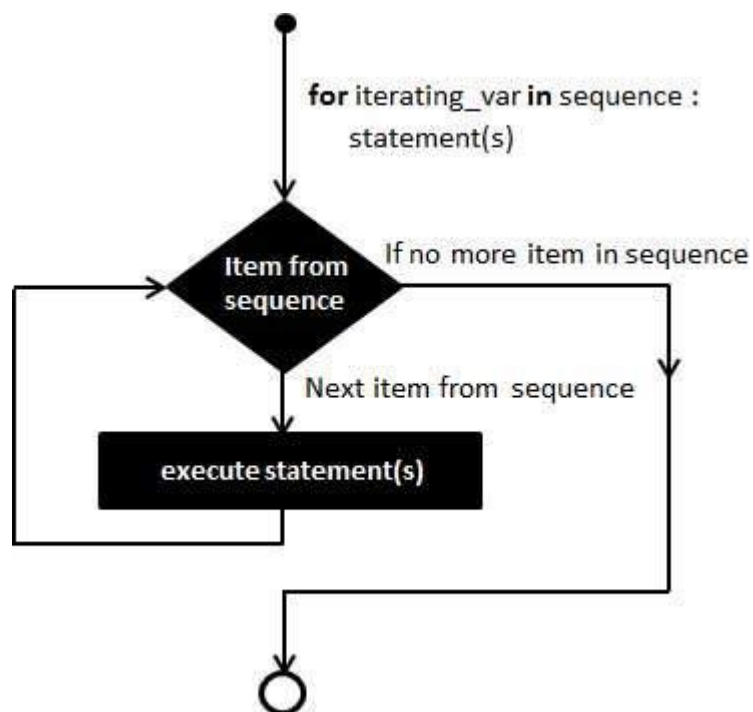 for iterating_var in sequence :
statement(s)
If no more item in sequence
Item from
sequence
Next item from sequence
execute statement(s)